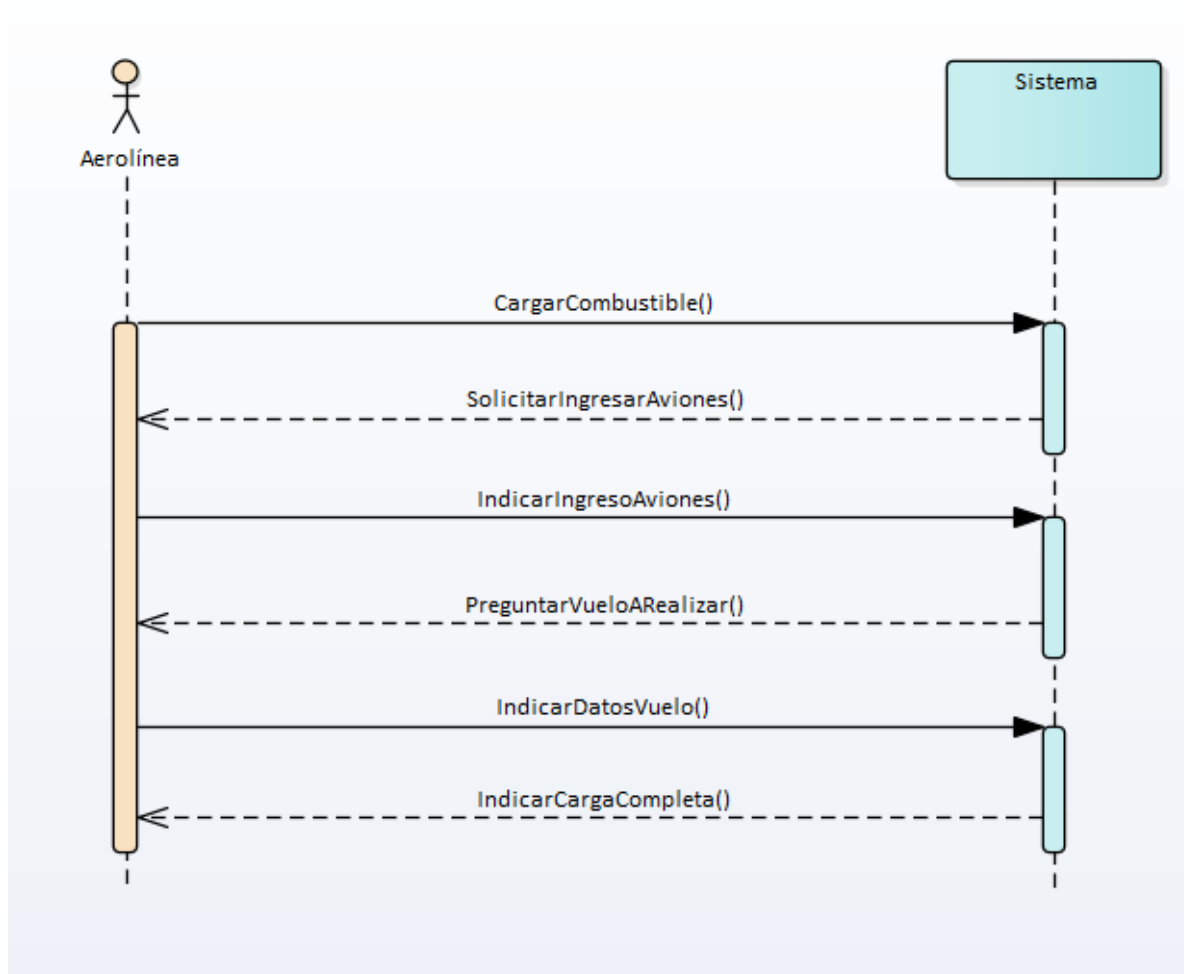 Sistema
Aerolínea
CargarCombustible()
SolicitarIngresarAviones()
IndicarIngresoAviones()
PreguntarVueloARealizar()
IndicarDatosVuelo()
IndicarCargaCompleta()